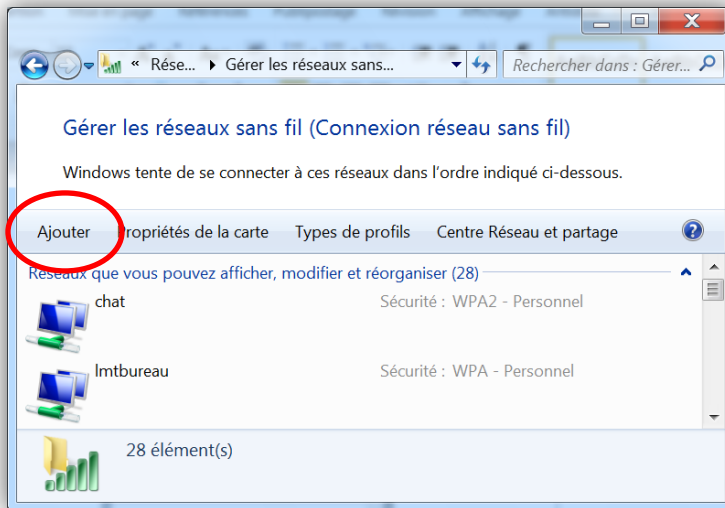 « Rése... Gérer les réseaux sans... Rechercher dans : Gérer...
Gérer les réseaux sans fil (Connexion réseau sans fil)
Windows tente de se connecter à ces réseaux dans l'ordre indiqué ci-dessous.
Ajouter Propriétés de la carte Types de profils Centre Réseau et partage
Réseaux que vous pouvez afficher, modifier et réorganiser (28)
chat Sécurité : WPA2 - Personnel
lmtbureau Sécurité : WPA - Personnel
28 élément(s)